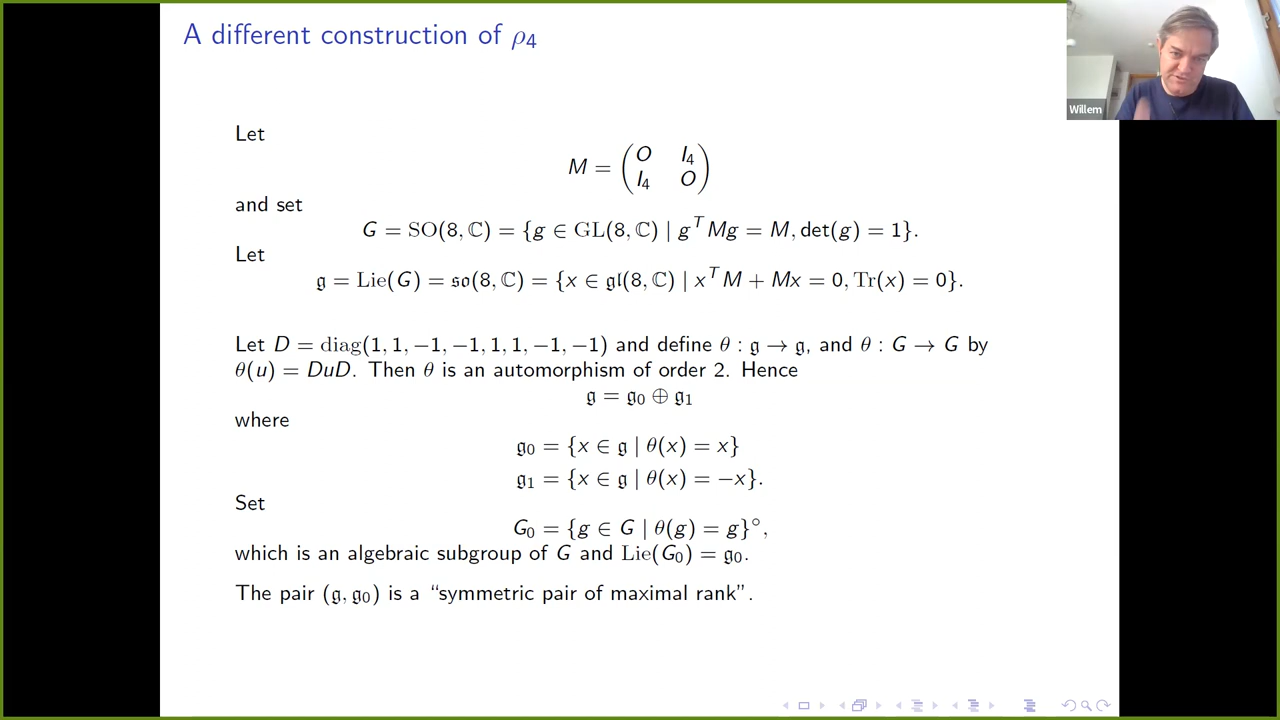 A different construction of ρ₄
Willem
Let
M = ( O I₄
I₄ O )
and set
G = SO(8, ℂ) = {g ∈ GL(8, ℂ) | gᵀMg = M, det(g) = 1}.
Let
𝔤 = Lie(G) = 𝔰𝔬(8, ℂ) = {x ∈ 𝔤𝔩(8, ℂ) | xᵀM + Mx = 0, Tr(x) = 0}.
Let D = diag(1, 1, −1, −1, 1, 1, −1, −1) and define θ : 𝔤 → 𝔤, and θ : G → G by
θ(u) = DuD. Then θ is an automorphism of order 2. Hence
𝔤 = 𝔤₀ ⊕ 𝔤₁
where
𝔤₀ = {x ∈ 𝔤 | θ(x) = x}
𝔤₁ = {x ∈ 𝔤 | θ(x) = −x}.
Set
G₀ = {g ∈ G | θ(g) = g}°,
which is an algebraic subgroup of G and Lie(G₀) = 𝔤₀.
The pair (𝔤, 𝔤₀) is a “symmetric pair of maximal rank”.